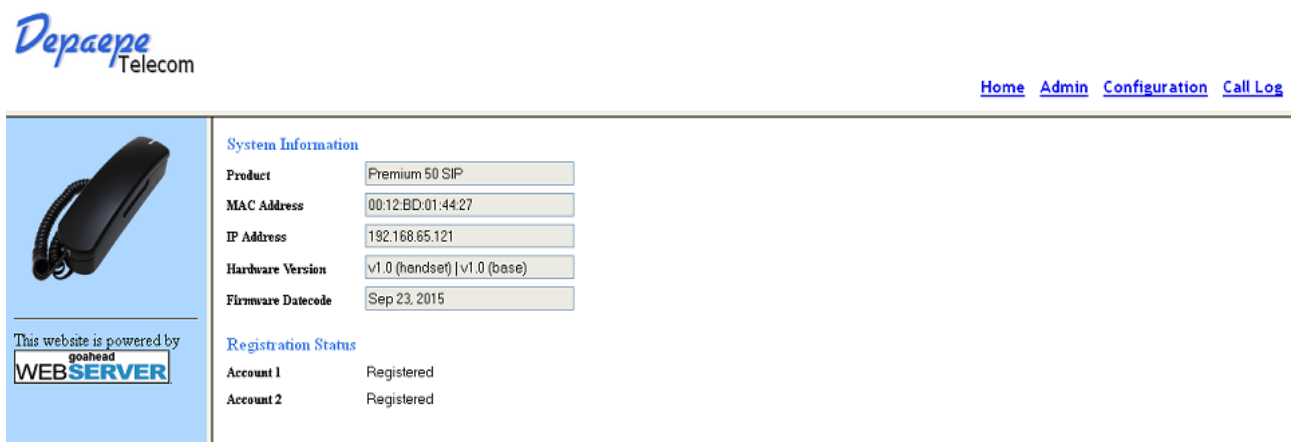 Depaepe
Telecom
Home Admin Configuration Call Log
System Information
Product Premium 50 SIP
MAC Address 00:12:BD:01:44:27
IP Address 192.168.65.121
Hardware Version v1.0 (handset) | v1.0 (base)
Firmware Datecode Sep 23, 2015
This website is powered by
goahead
WEBSERVER
Registration Status
Account 1 Registered
Account 2 Registered